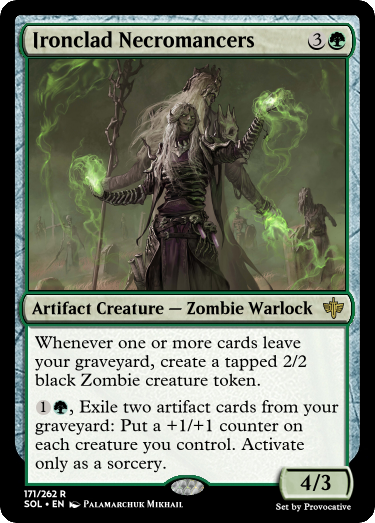 Ironclad Necromancers 3
Artifact Creature — Zombie Warlock
Whenever one or more cards leave
your graveyard, create a tapped 2/2
black Zombie creature token.
1, Exile two artifact cards from your
graveyard: Put a +1/+1 counter on
each creature you control. Activate
only as a sorcery.
4/3
171/262 R
SOL • EN Palamarchuk Mikhail
Set by Provocative